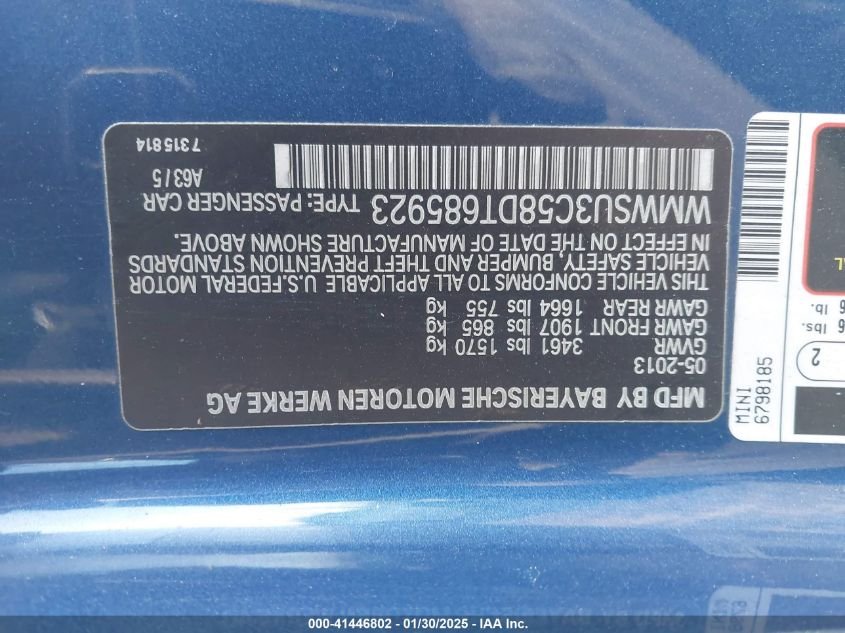 MFD BY BAYERISCHE MOTOREN WERKE AG
05-2013
GVWR 3461 lbs 1570 kg
GAWR FRONT 1907 lbs 865 kg
GAWR REAR 1664 lbs 755 kg
THIS VEHICLE CONFORMS TO ALL APPLICABLE U.S.FEDERAL MOTOR
VEHICLE SAFETY, BUMPER AND THEFT PREVENTION STANDARDS
IN EFFECT ON THE DATE OF MANUFACTURE SHOWN ABOVE.
WMWSU3C58DT685923 TYPE: PASSENGER CAR
A63/5
7315814
MINI
6798185
2
lbs.
lb.
000-41446802 - 01/30/2025 - IAA Inc.